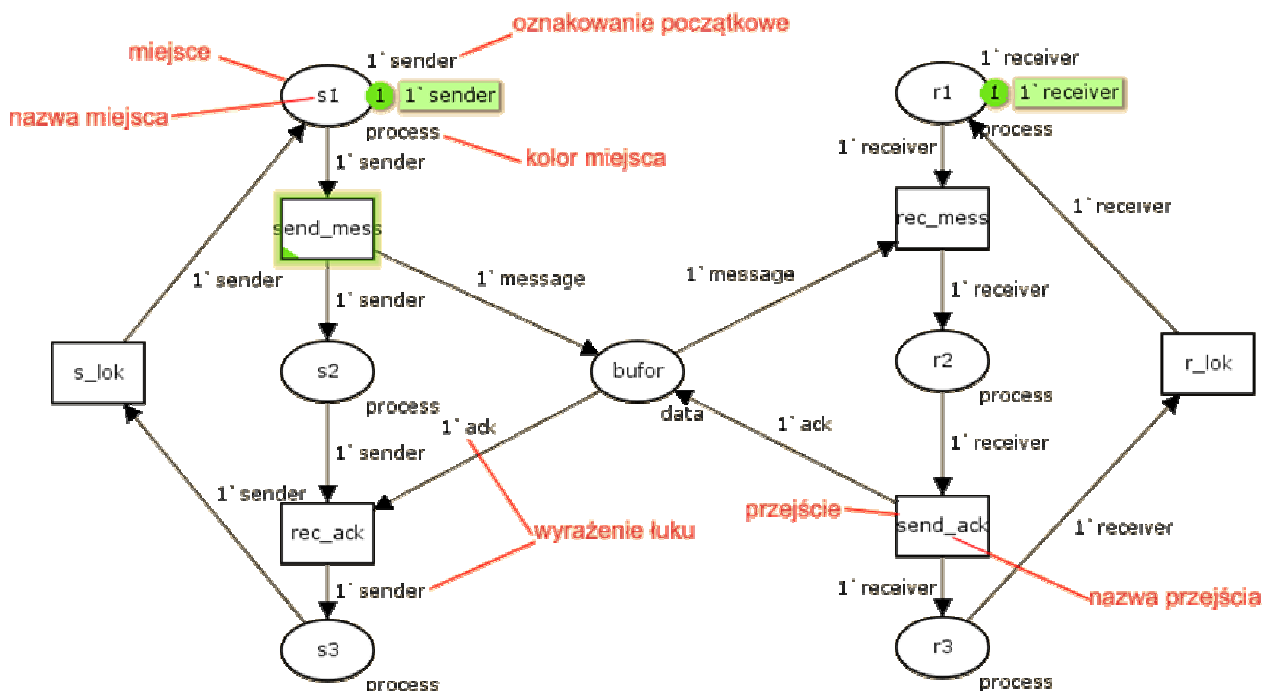 oznakowanie początkowe
miejsce
1`sender
1`receiver
s1
1
1`sender
r1
1
1`receiver
nazwa miejsca
process
process
kolor miejsca
1`sender
1`receiver
send_mess
rec_mess
1`receiver
1`sender
1`message
1`message
1`sender
1`receiver
s_lok
s2
bufor
r2
r_lok
process
data
process
1`ack
1`ack
1`sender
1`receiver
1`sender
przejście
rec_ack
wyrażenie łuku
send_ack
1`receiver
1`sender
1`receiver
nazwa przejścia
s3
r3
process
process